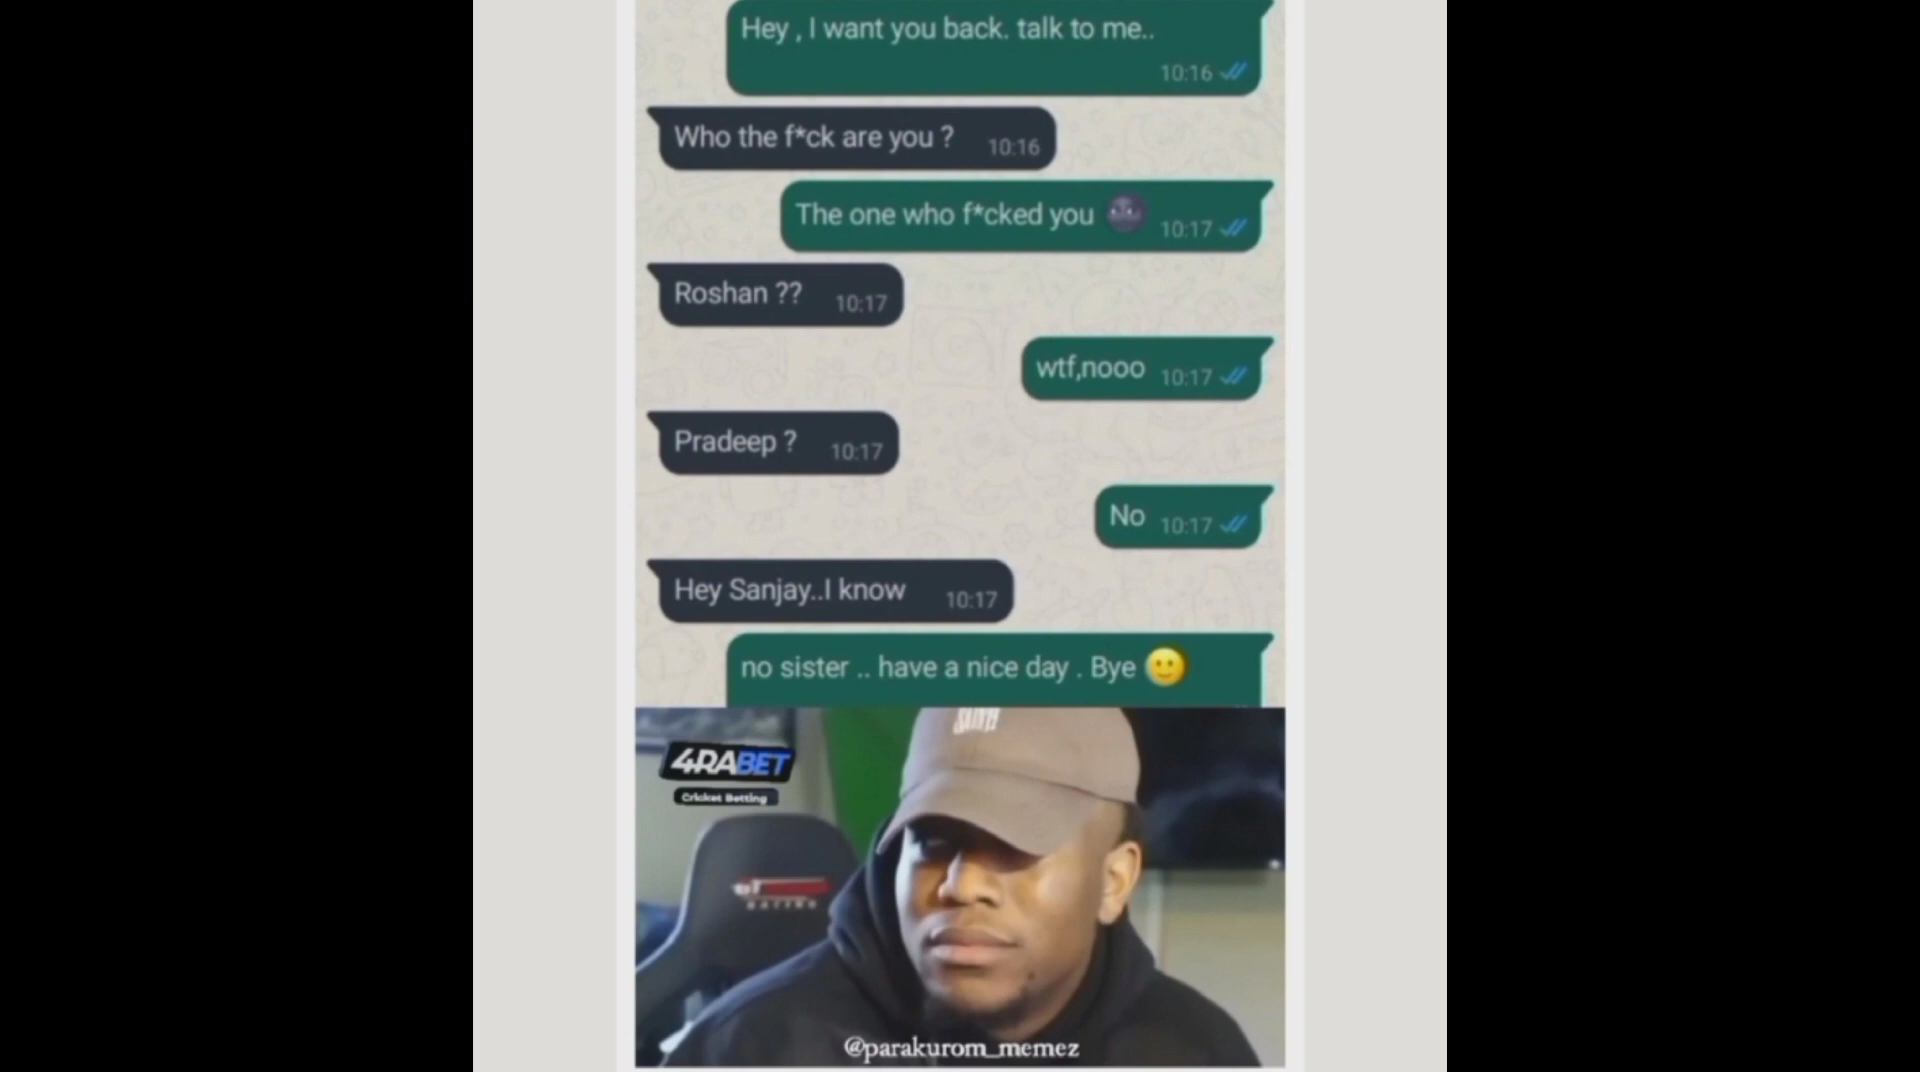 Hey , I want you back. talk to me..
10:16
Who the f*ck are you ? 10:16
The one who f*cked you 🌚 10:17
Roshan ?? 10:17
wtf,nooo 10:17
Pradeep ? 10:17
No 10:17
Hey Sanjay..I know 10:17
no sister .. have a nice day . Bye 🙂
4RABET
Cricket Betting
RACING
@parakurom_memez